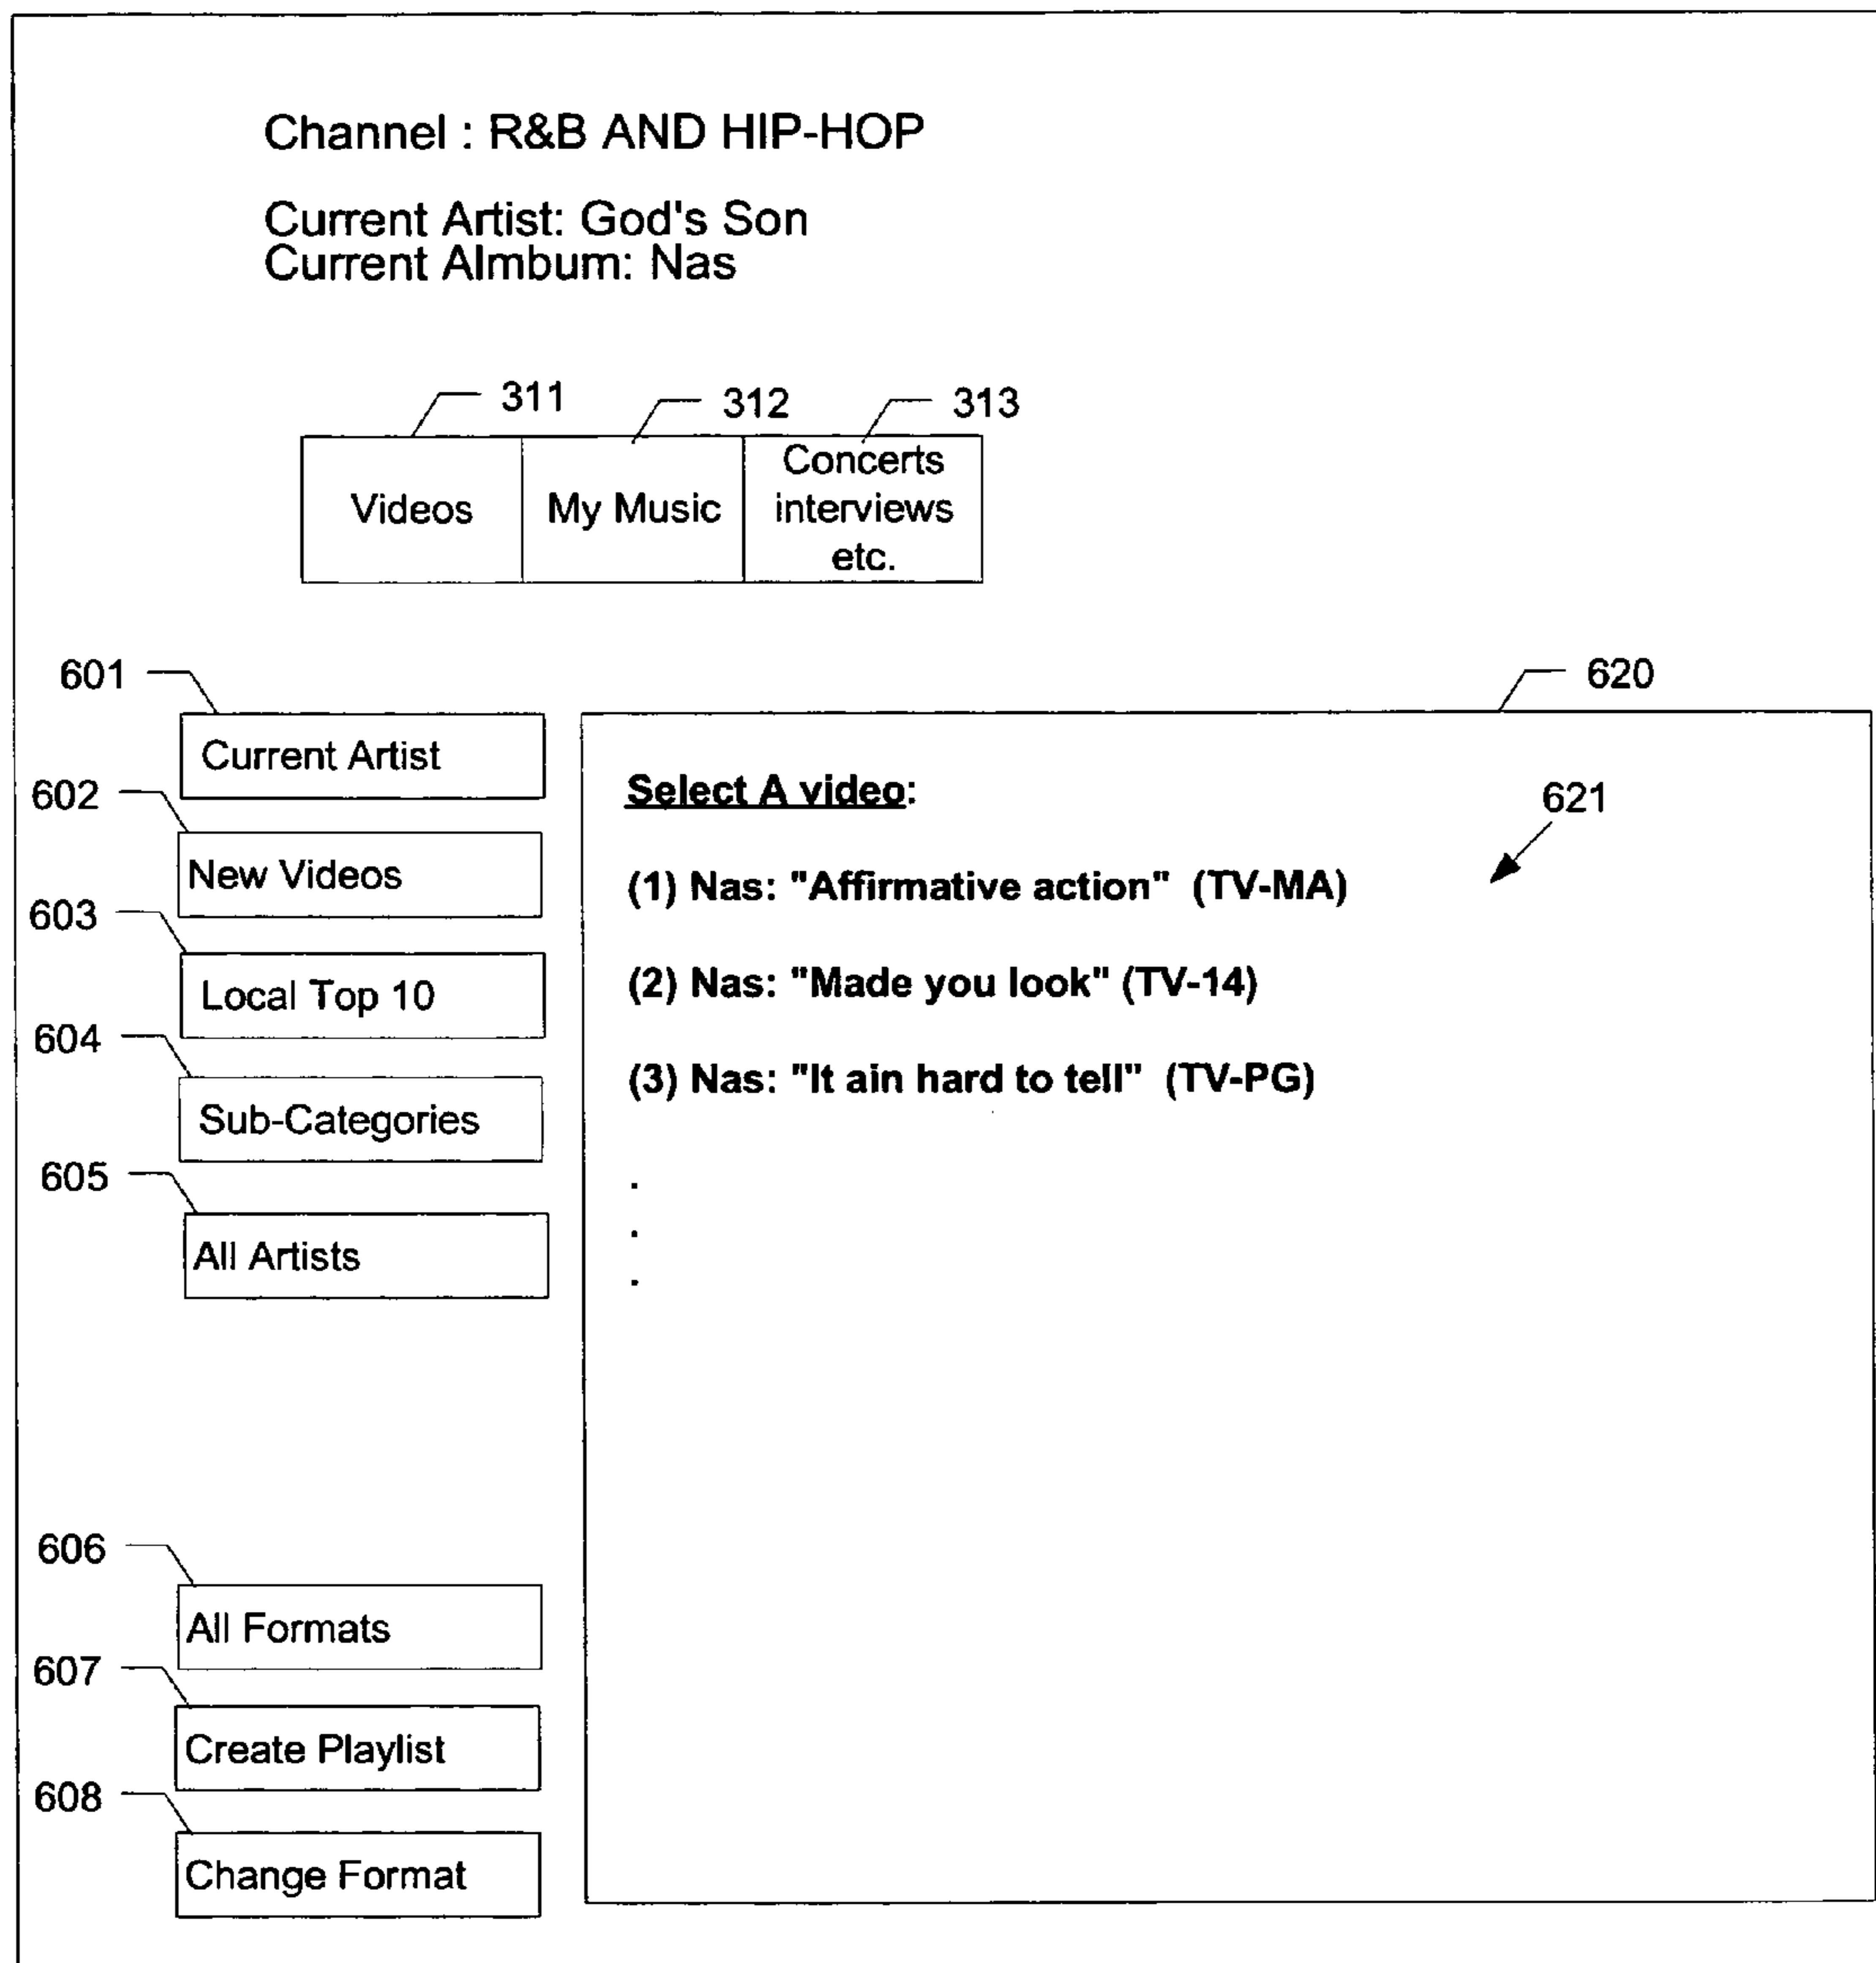 Channel : R&B AND HIP-HOP
Current Artist: God's Son
Current Almbum: Nas
311
312
313
Videos
My Music
Concerts
interviews
etc.
601
Current Artist
602
New Videos
603
Local Top 10
604
Sub-Categories
605
All Artists
606
All Formats
607
Create Playlist
608
Change Format
620
Select A video:
621
(1) Nas: "Affirmative action" (TV-MA)
(2) Nas: "Made you look" (TV-14)
(3) Nas: "It ain hard to tell" (TV-PG)
.
.
.